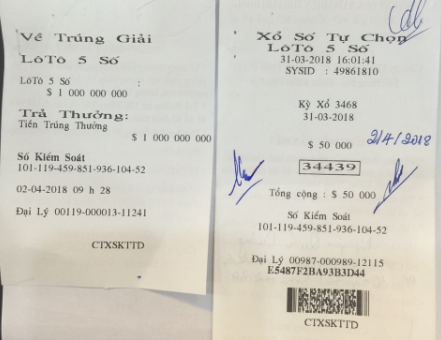 Vé Trúng Giải
LôTô 5 Số
LôTô 5 Số :
$ 1 000 000 000
Trả Thưởng:
Tiền Trúng Thưởng
$ 1 000 000 000
Số Kiểm Soát
101-119-459-851-936-104-52
02-04-2018 09 h 28
Đại Lý 00119-000013-11241
CTXSKTTD
Xổ Số Tự Chọn
LôTô 5 Số
31-03-2018 16:01:41
SYSID : 49861810
Kỳ Xổ 3468
31-03-2018
$ 50 000
2/4/2018
34439
Tổng cộng : $ 50 000
Số Kiểm Soát
101-119-459-851-936-104-52
Đại Lý 00987-000989-12115
E5487F2BA93B3D44
CTXSKTTD